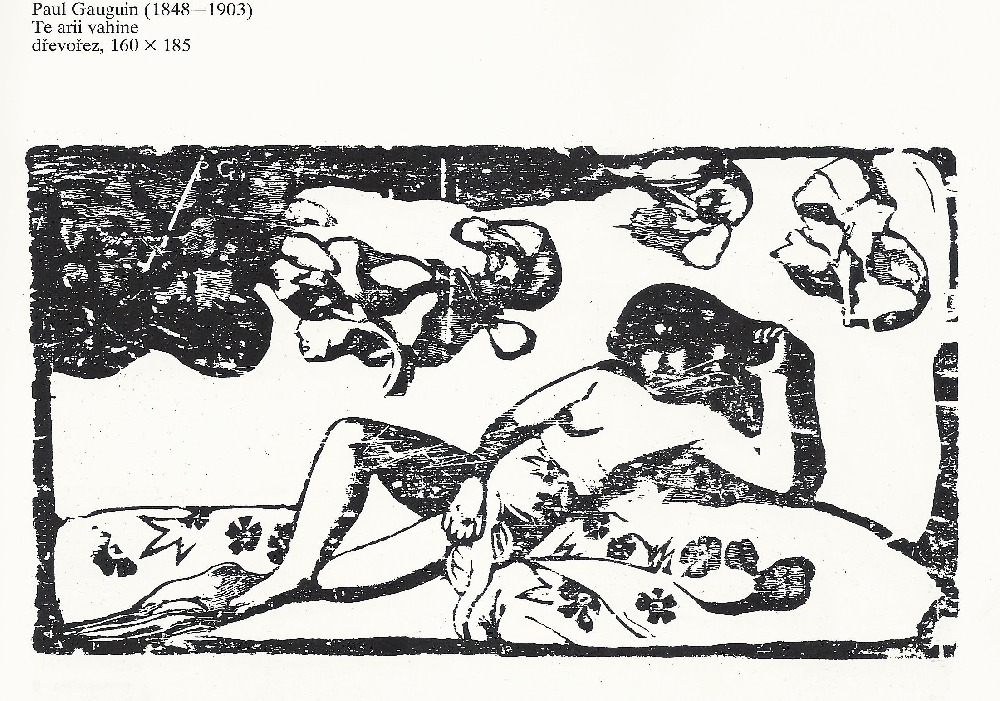 Paul Gauguin (1848—1903)
Te arii vahine
dřevořez, 160 × 185
P. G.